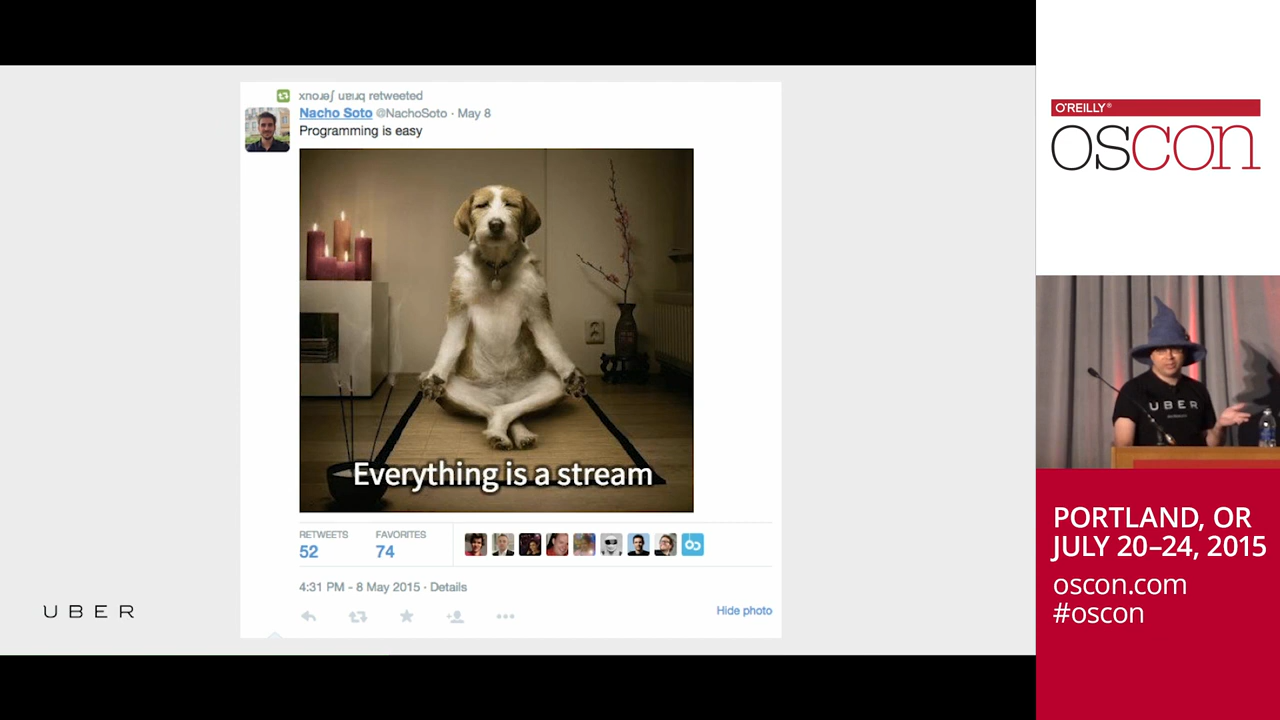 xnoɹǝʃ uɐıɹq retweeted
Nacho Soto @NachoSoto · May 8
Programming is easy
Everything is a stream
RETWEETS FAVORITES
52 74
4:31 PM - 8 May 2015 · Details
Hide photo
UBER
O'REILLY®
OSCON
UBER
PORTLAND, OR
JULY 20–24, 2015
oscon.com
#oscon